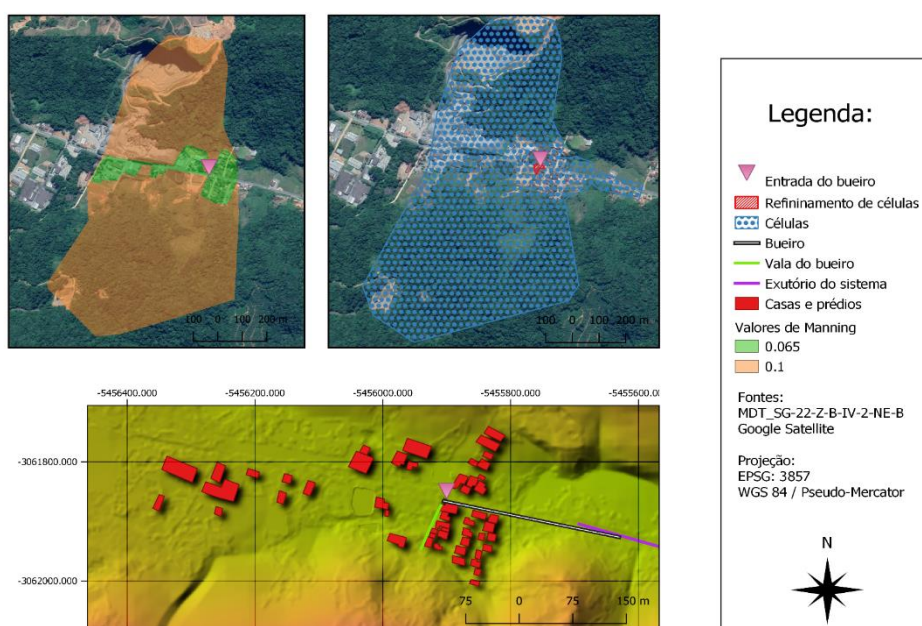 100 0 100 200 m
100 0 100 200 m
-5456400.000 -5456200.000 -5456000.000 -5455800.000 -5455600.000
-3061800.000
-3062000.000
75 0 75 150 m
Legenda:
Entrada do bueiro
Refininamento de células
Células
Bueiro
Vala do bueiro
Exutório do sistema
Casas e prédios
Valores de Manning
0.065
0.1
Fontes:
MDT_SG-22-Z-B-IV-2-NE-B
Google Satellite
Projeção:
EPSG: 3857
WGS 84 / Pseudo-Mercator
N